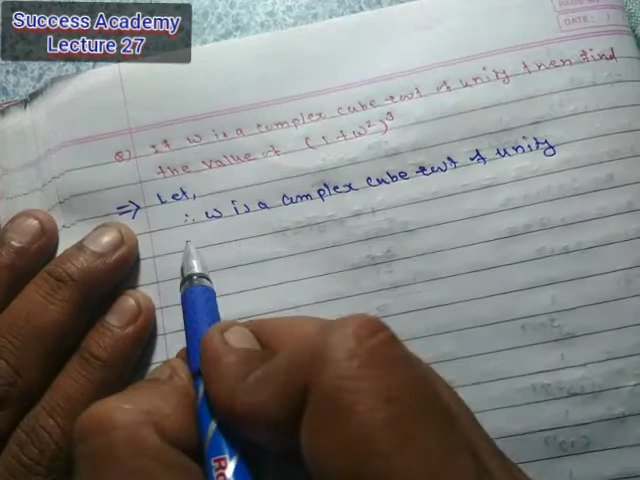 Success Academy
Lecture 27
DATE: /
Q) If ω is a complex cube root of unity then find
the value of (1+ω²)³
⇒ Let,
∴ ω is a complex cube root of unity